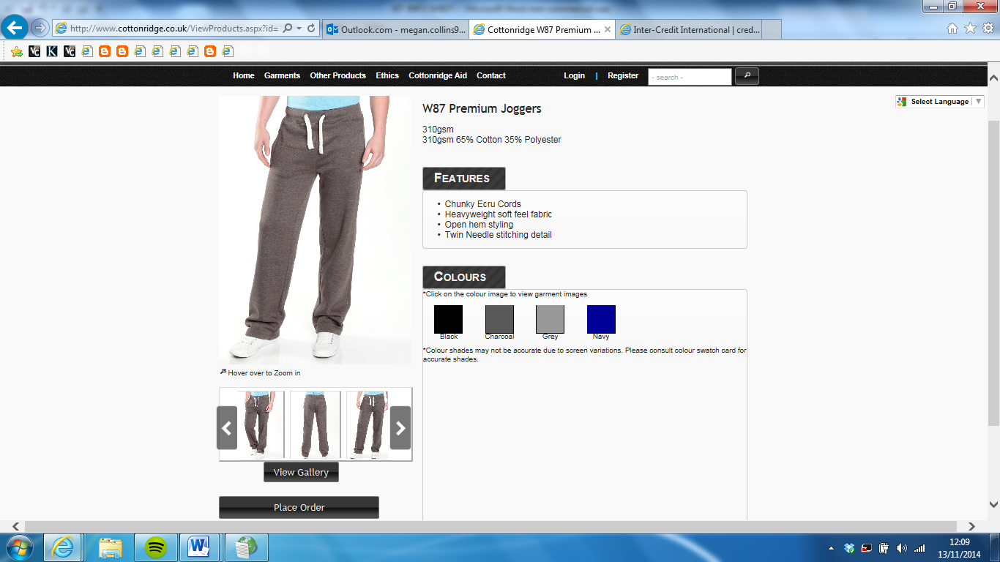 http://www.cottonridge.co.uk/ViewProducts.aspx?id=
Outlook.com - megan.collins9...
Cottonridge W87 Premium ...
Inter-Credit International | cred...
Home Garments Other Products Ethics Cottonridge Aid Contact Login | Register - search -
Select Language
W87 Premium Joggers
310gsm
310gsm 65% Cotton 35% Polyester
FEATURES
• Chunky Ecru Cords
• Heavyweight soft feel fabric
• Open hem styling
• Twin Needle stitching detail
COLOURS
*Click on the colour image to view garment images
Black Charcoal Grey Navy
*Colour shades may not be accurate due to screen variations. Please consult colour swatch card for
accurate shades.
Hover over to Zoom in
View Gallery
Place Order
12:09
13/11/2014